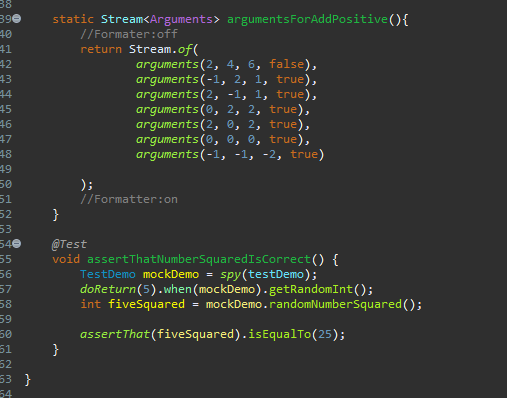 38
39 static Stream<Arguments> argumentsForAddPositive(){
40 //Formater:off
41 return Stream.of(
42 arguments(2, 4, 6, false),
43 arguments(-1, 2, 1, true),
44 arguments(2, -1, 1, true),
45 arguments(0, 2, 2, true),
46 arguments(2, 0, 2, true),
47 arguments(0, 0, 0, true),
48 arguments(-1, -1, -2, true)
49
50 );
51 //Formatter:on
52 }
53
54 @Test
55 void assertThatNumberSquaredIsCorrect() {
56 TestDemo mockDemo = spy(testDemo);
57 doReturn(5).when(mockDemo).getRandomInt();
58 int fiveSquared = mockDemo.randomNumberSquared();
59
60 assertThat(fiveSquared).isEqualTo(25);
61 }
62
63 }
64